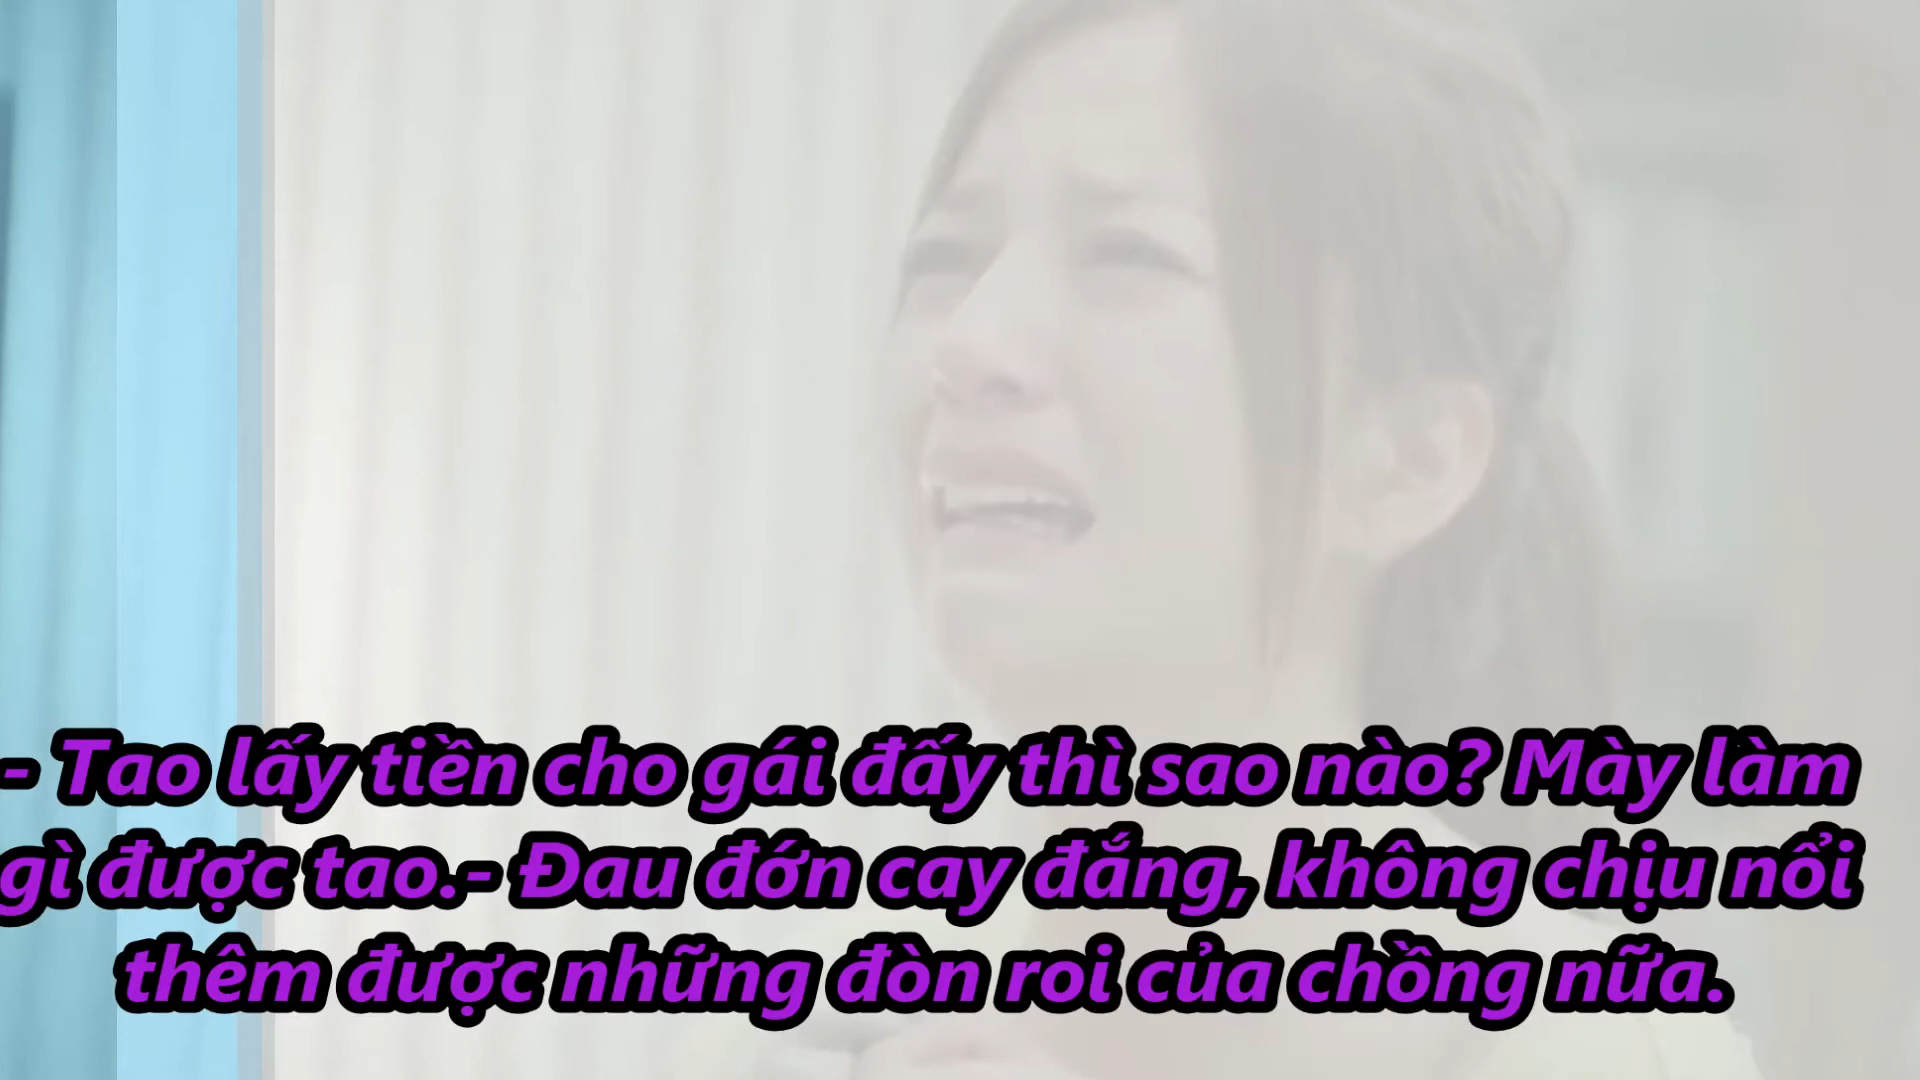 - Tao lấy tiền cho gái đấy thì sao nào? Mày làm
gì được tao.- Đau đớn cay đắng, không chịu nổi
thêm được những đòn roi của chồng nữa.